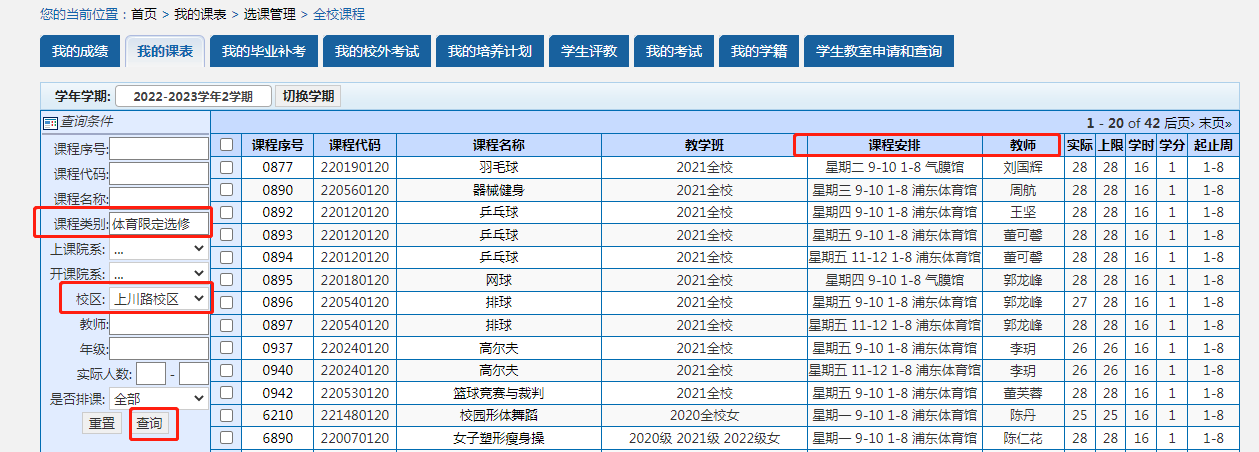 您的当前位置：首页 > 我的课表 > 选课管理 > 全校课程
我的成绩 我的课表 我的毕业补考 我的校外考试 我的培养计划 学生评教 我的考试 我的学籍 学生教室申请和查询
学年学期: 2022-2023学年2学期 切换学期
查询条件
课程序号:
课程代码:
课程名称:
课程类别: 体育限定选修
上课院系: ...
开课院系: ...
校区: 上川路校区
教师:
年级:
实际人数: -
是否排课: 全部
重置 查询
1 - 20 of 42 后页› 末页»
课程序号 课程代码 课程名称 教学班 课程安排 教师 实际 上限 学时 学分 起止周
0877 220190120 羽毛球 2021全校 星期二 9-10 1-8 气膜馆 刘国辉 28 28 16 1 1-8
0890 220560120 器械健身 2021全校 星期三 9-10 1-8 浦东体育馆 周航 28 28 16 1 1-8
0892 220120120 乒乓球 2021全校 星期四 9-10 1-8 浦东体育馆 王坚 28 28 16 1 1-8
0893 220120120 乒乓球 2021全校 星期五 9-10 1-8 浦东体育馆 董可馨 28 28 16 1 1-8
0894 220120120 乒乓球 2021全校 星期五 11-12 1-8 浦东体育馆 董可馨 28 28 16 1 1-8
0895 220180120 网球 2021全校 星期四 9-10 1-8 气膜馆 郭龙峰 28 28 16 1 1-8
0896 220540120 排球 2021全校 星期五 9-10 1-8 浦东体育馆 郭龙峰 27 28 16 1 1-8
0897 220540120 排球 2021全校 星期五 11-12 1-8 浦东体育馆 郭龙峰 28 28 16 1 1-8
0937 220240120 高尔夫 2021全校 星期五 9-10 1-8 浦东体育馆 李玥 26 26 16 1 1-8
0940 220240120 高尔夫 2021全校 星期五 11-12 1-8 浦东体育馆 李玥 26 26 16 1 1-8
0942 220530120 篮球竞赛与裁判 2021全校 星期五 9-10 1-8 浦东体育馆 董芙蓉 28 28 16 1 1-8
6210 221480120 校园形体舞蹈 2020全校女 星期一 9-10 1-8 浦东体育馆 陈丹 25 25 16 1 1-8
6890 220070120 女子塑形瘦身操 2020级 2021级 2022级女 星期一 9-10 1-8 浦东体育馆 陈仁花 28 28 16 1 1-8